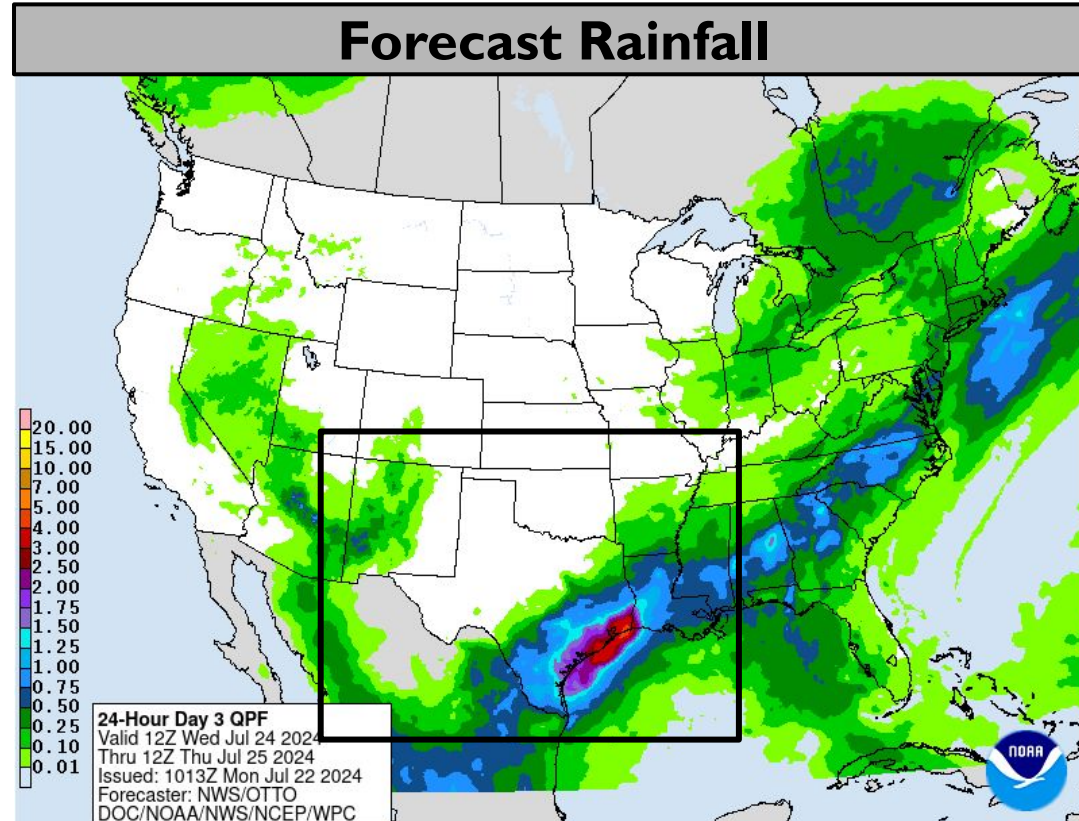 Forecast Rainfall
20.00
15.00
10.00
7.00
5.00
4.00
3.00
2.50
2.00
1.75
1.50
1.25
1.00
0.75
0.50
0.25
0.10
0.01
24-Hour Day 3 QPF
Valid 12Z Wed Jul 24 2024
Thru 12Z Thu Jul 25 2024
Issued: 1013Z Mon Jul 22 2024
Forecaster: NWS/OTTO
DOC/NOAA/NWS/NCEP/WPC
NOAA